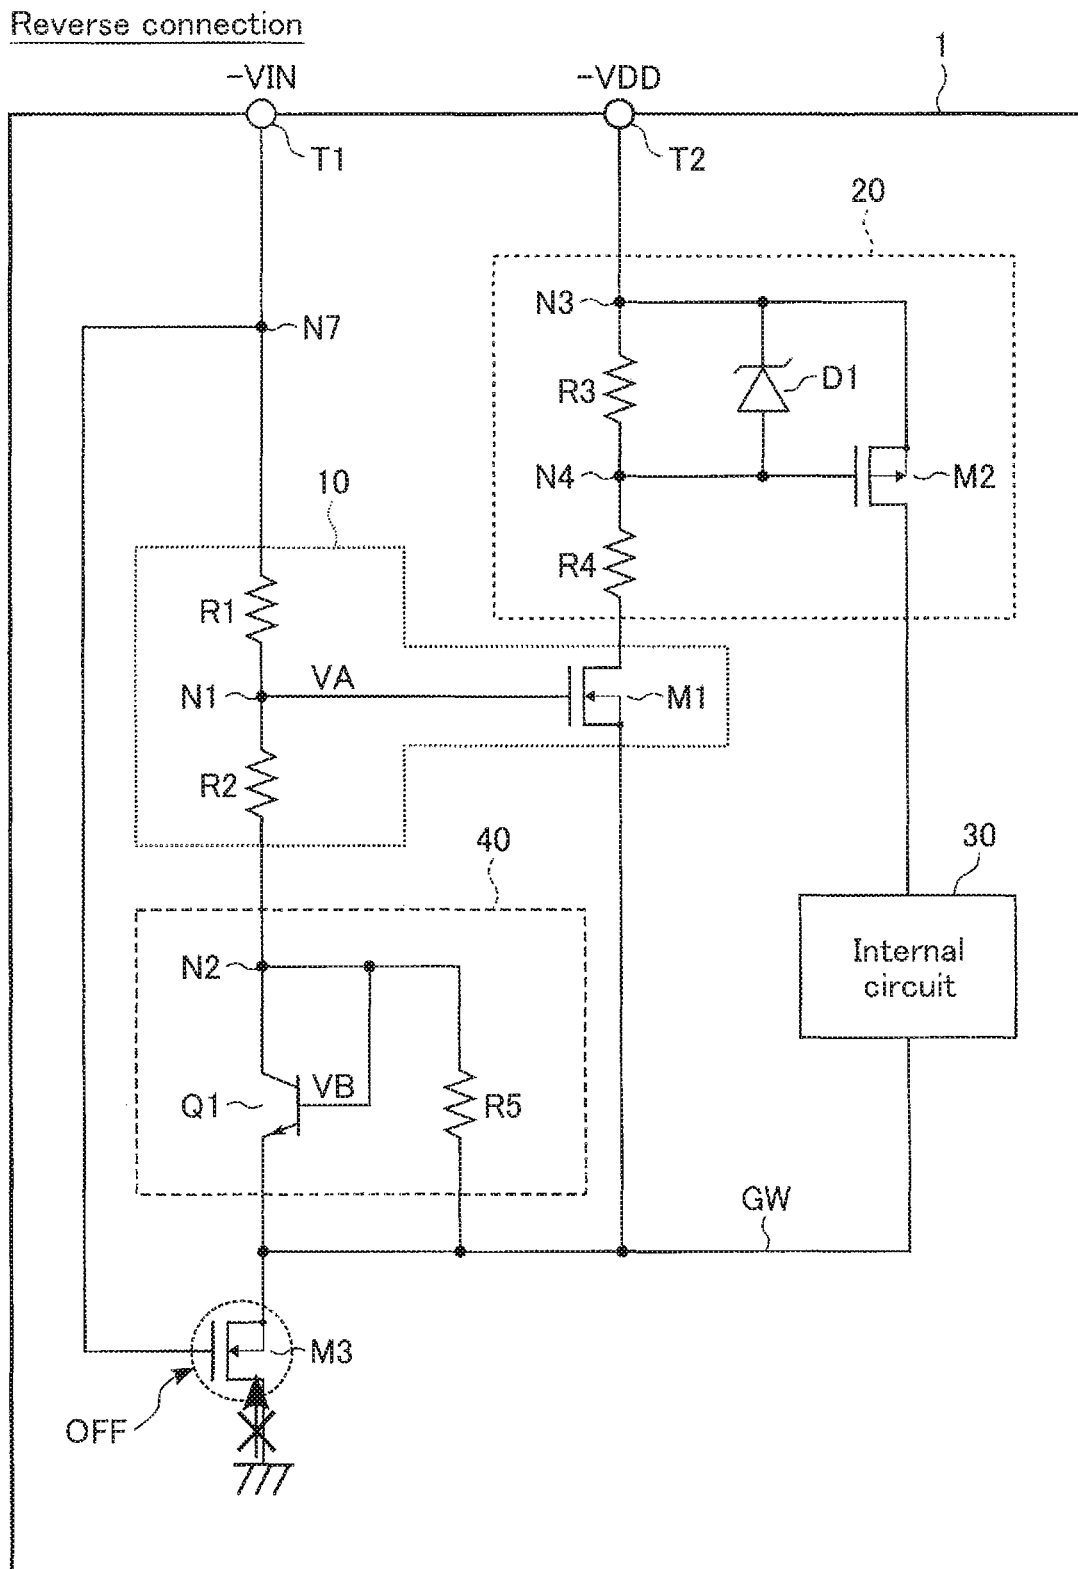 Reverse connection
1
-VIN
-VDD
T1
T2
20
N3
N7
R3
D1
N4
M2
10
R4
R1
VA
N1
M1
R2
40
30
N2
Internal
circuit
VB
Q1
R5
GW
M3
OFF